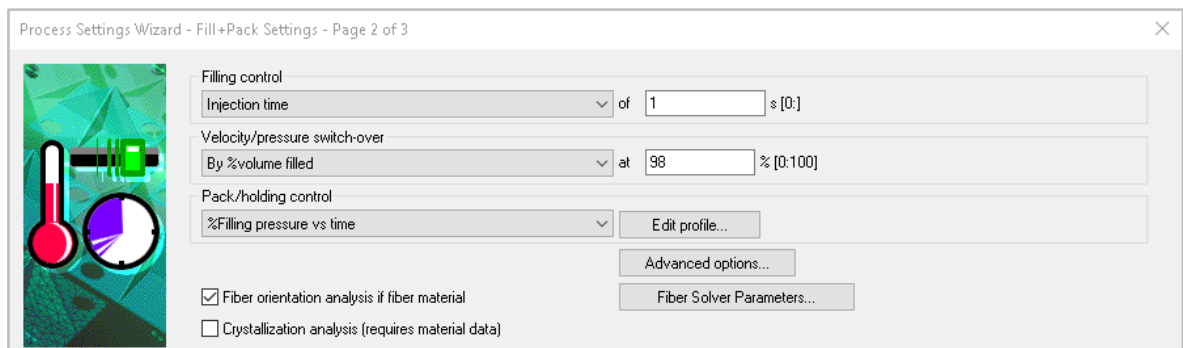 Process Settings Wizard - Fill+Pack Settings - Page 2 of 3
Filling control
Injection time of 1 s [0:]
Velocity/pressure switch-over
By %volume filled at 98 % [0:100]
Pack/holding control
%Filling pressure vs time Edit profile...
Advanced options...
Fiber orientation analysis if fiber material Fiber Solver Parameters...
Crystallization analysis (requires material data)